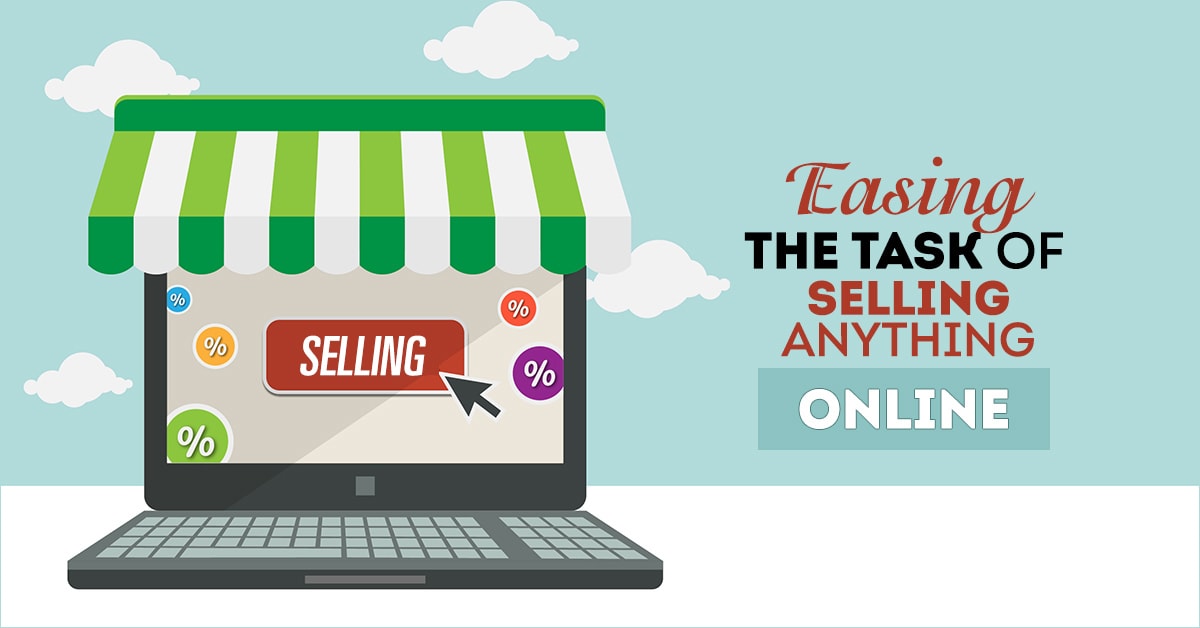 %
%
%
SELLING
%
%
Easing
THE TASK OF
SELLING
ANYTHING
ONLINE